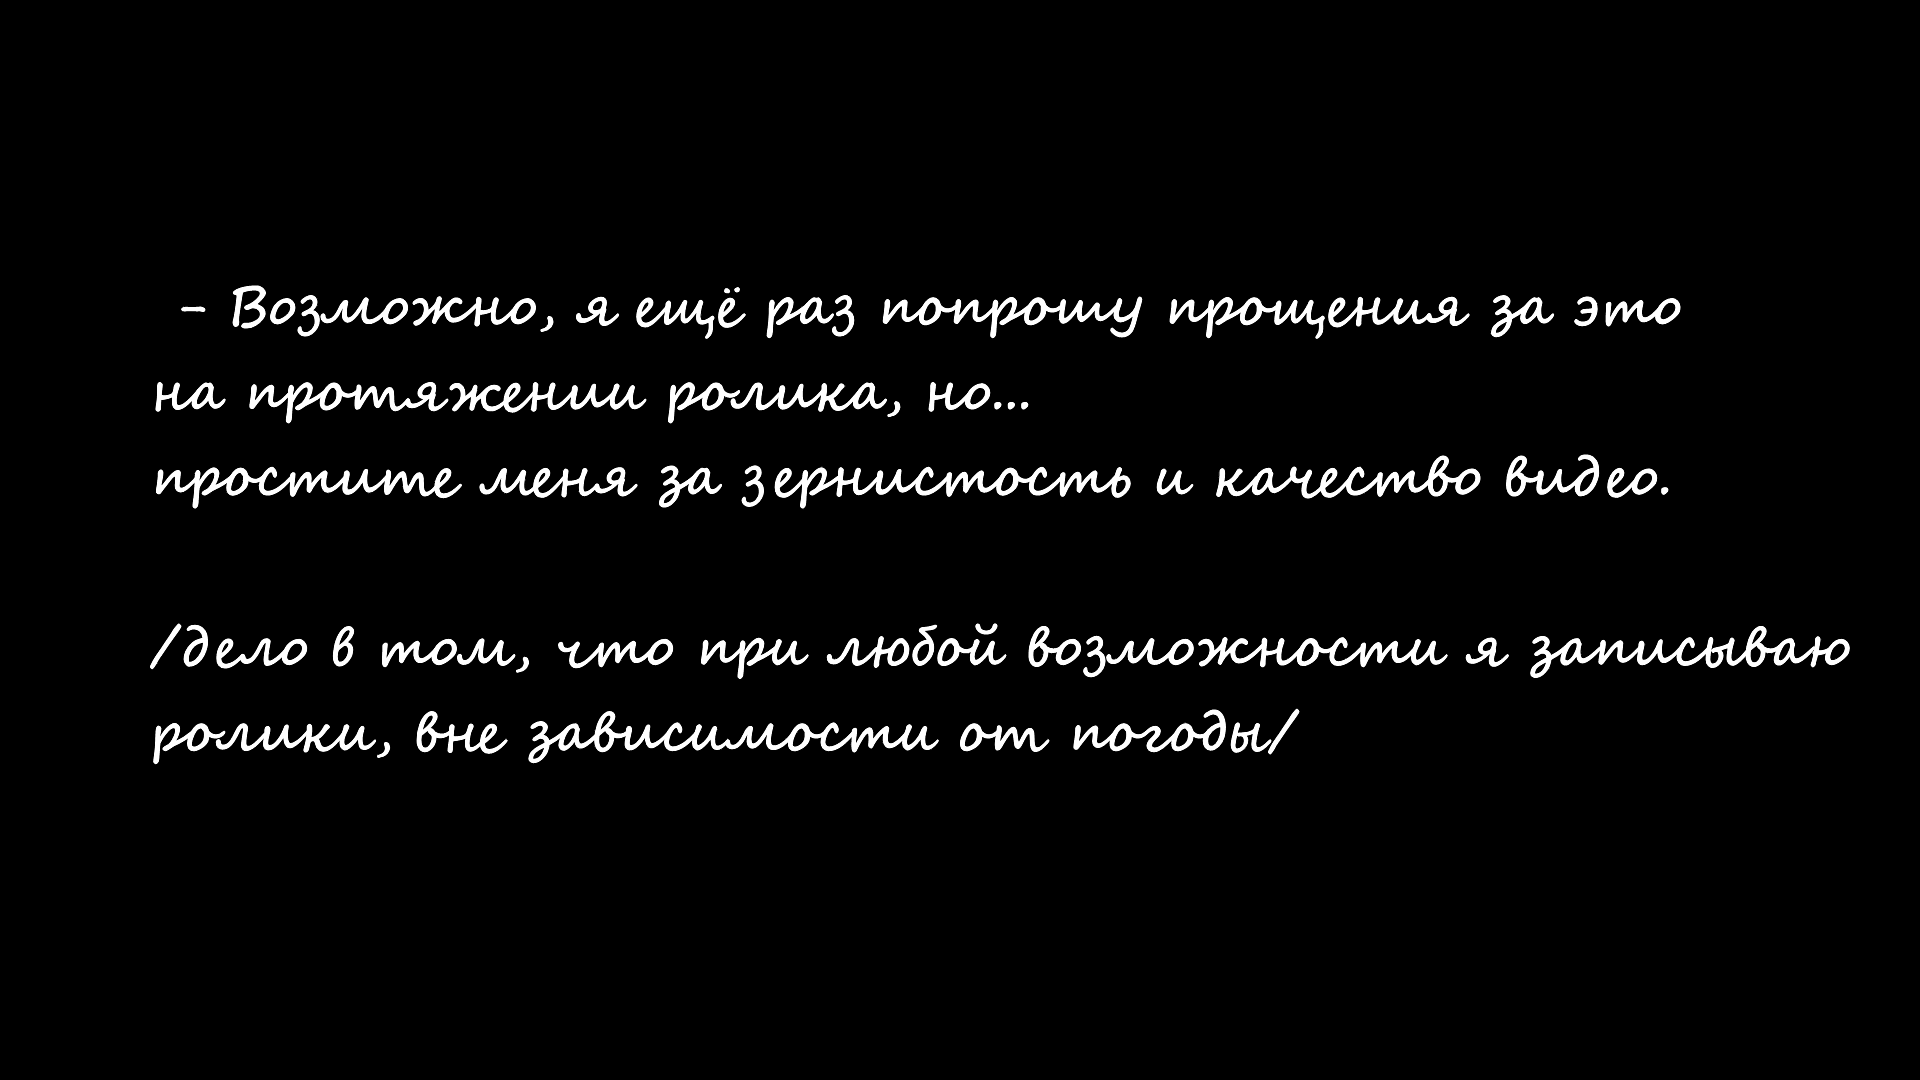 - Возможно, я ещё раз попрошу прощения за это
на протяжении ролика, но...
простите меня за зернистость и качество видео.
/дело в том, что при любой возможности я записываю
ролики, вне зависимости от погоды/